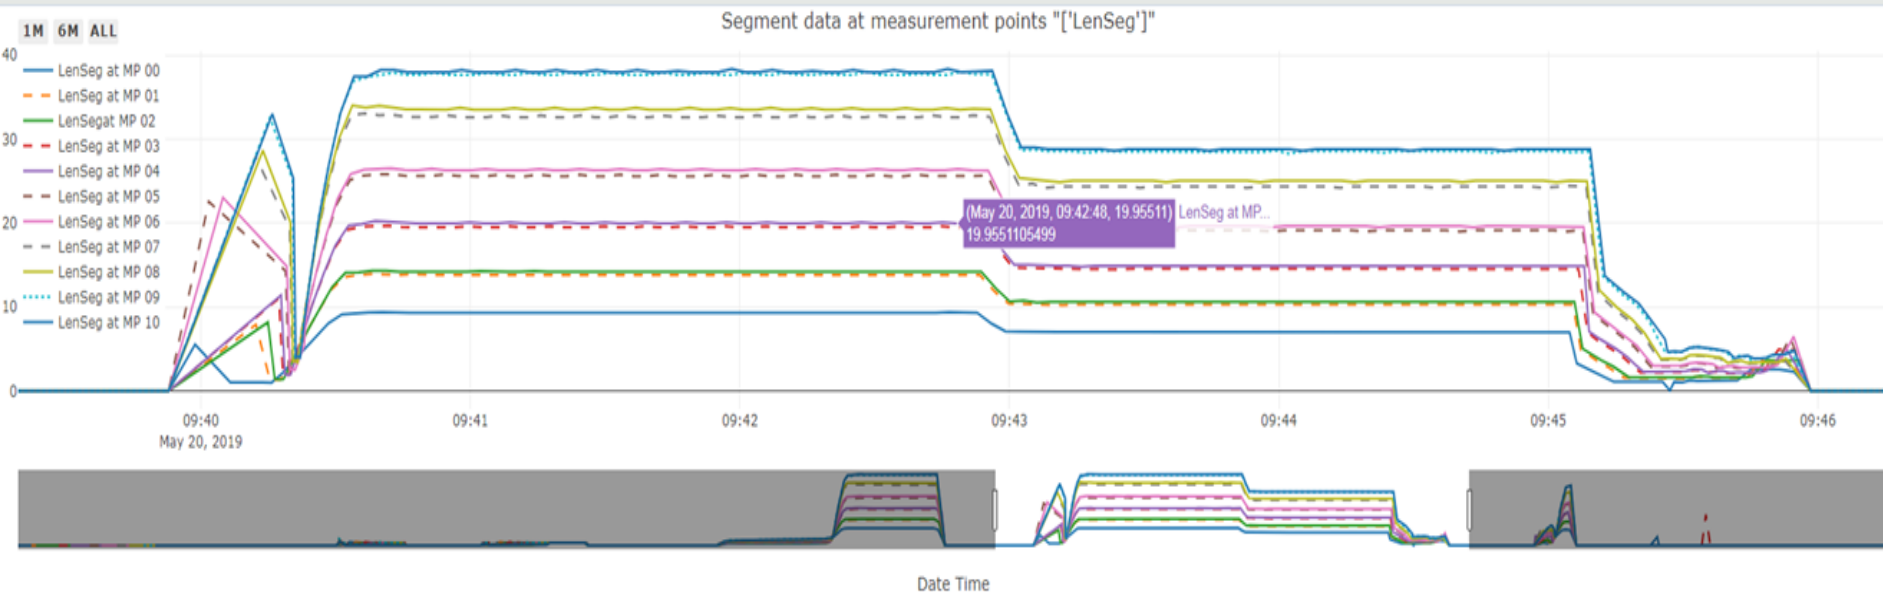 Segment data at measurement points "['LenSeg']"
1M 6M ALL
40
30
20
10
0
LenSeg at MP 00
LenSeg at MP 01
LenSegat MP 02
LenSeg at MP 03
LenSeg at MP 04
LenSeg at MP 05
LenSeg at MP 06
LenSeg at MP 07
LenSeg at MP 08
LenSeg at MP 09
LenSeg at MP 10
(May 20, 2019, 09:42:48, 19.95511) LenSeg at MP...
19.9551105499
09:40 09:41 09:42 09:43 09:44 09:45 09:46
May 20, 2019
Date Time